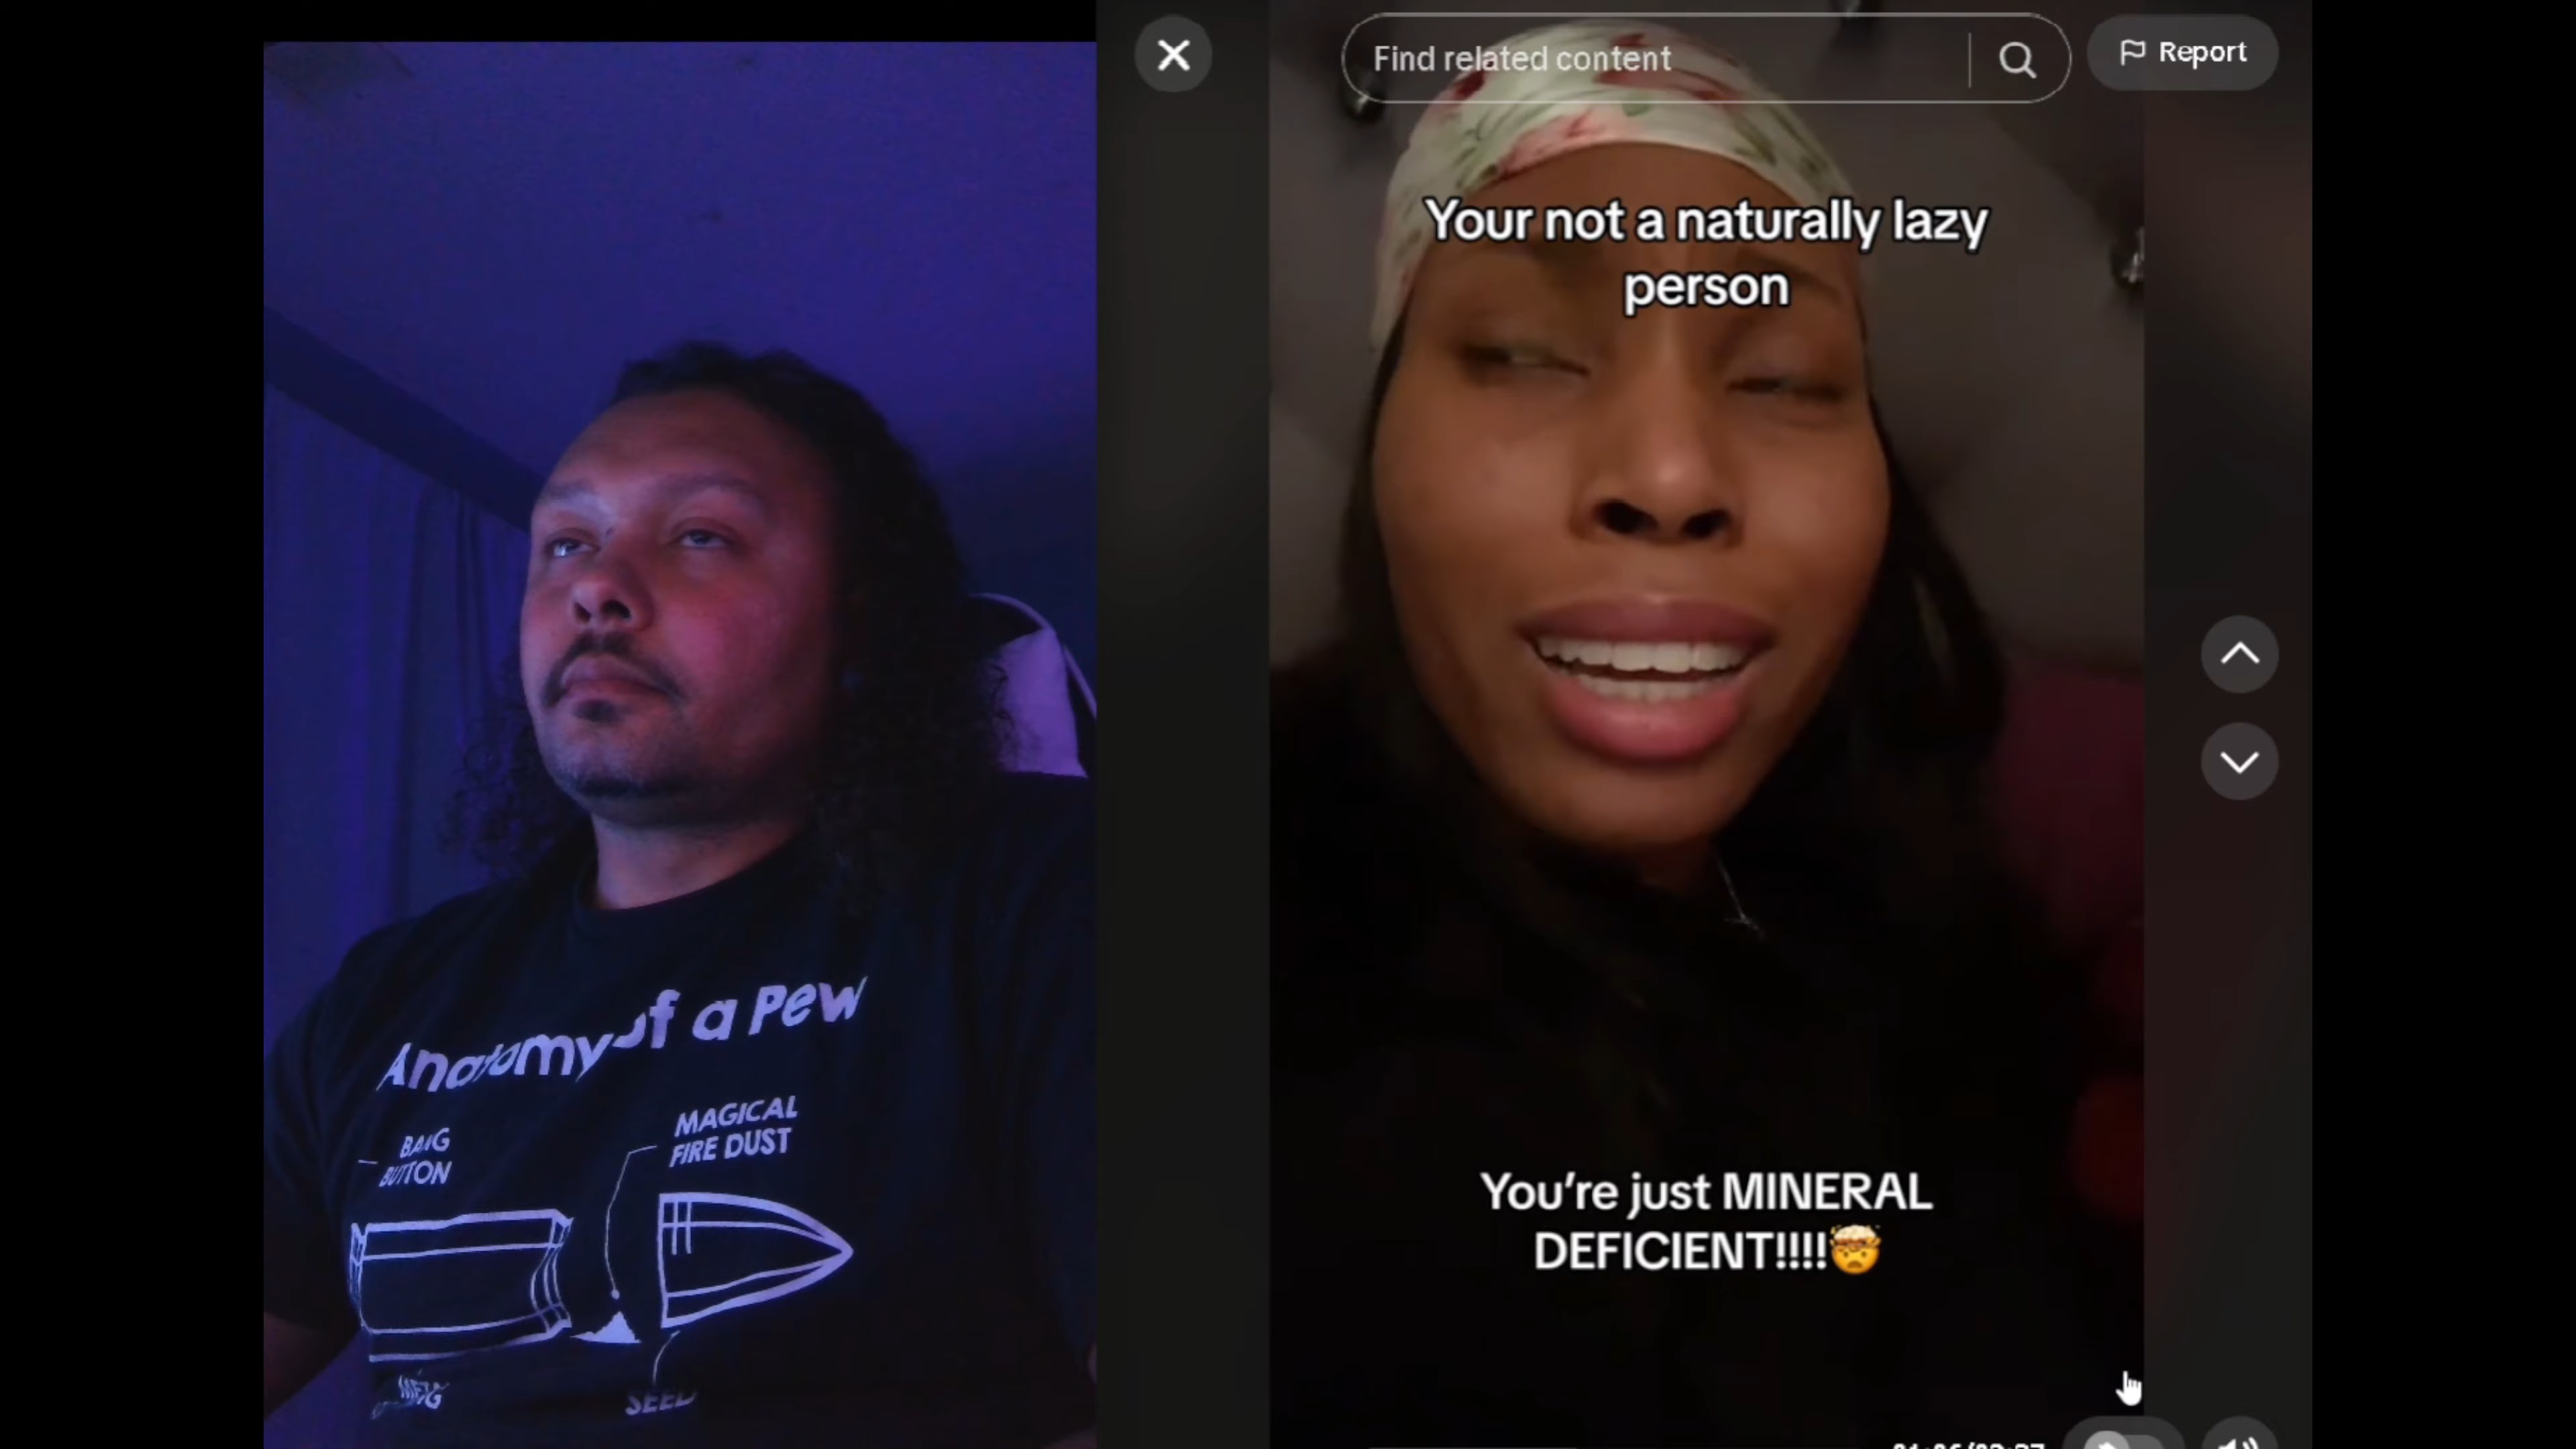 Find related content
Report
Your not a naturally lazy
person
Anatomy of a Pew
MAGICAL
FIRE DUST
BANG
BUTTON
SEED
You're just MINERAL
DEFICIENT!!!!🤯